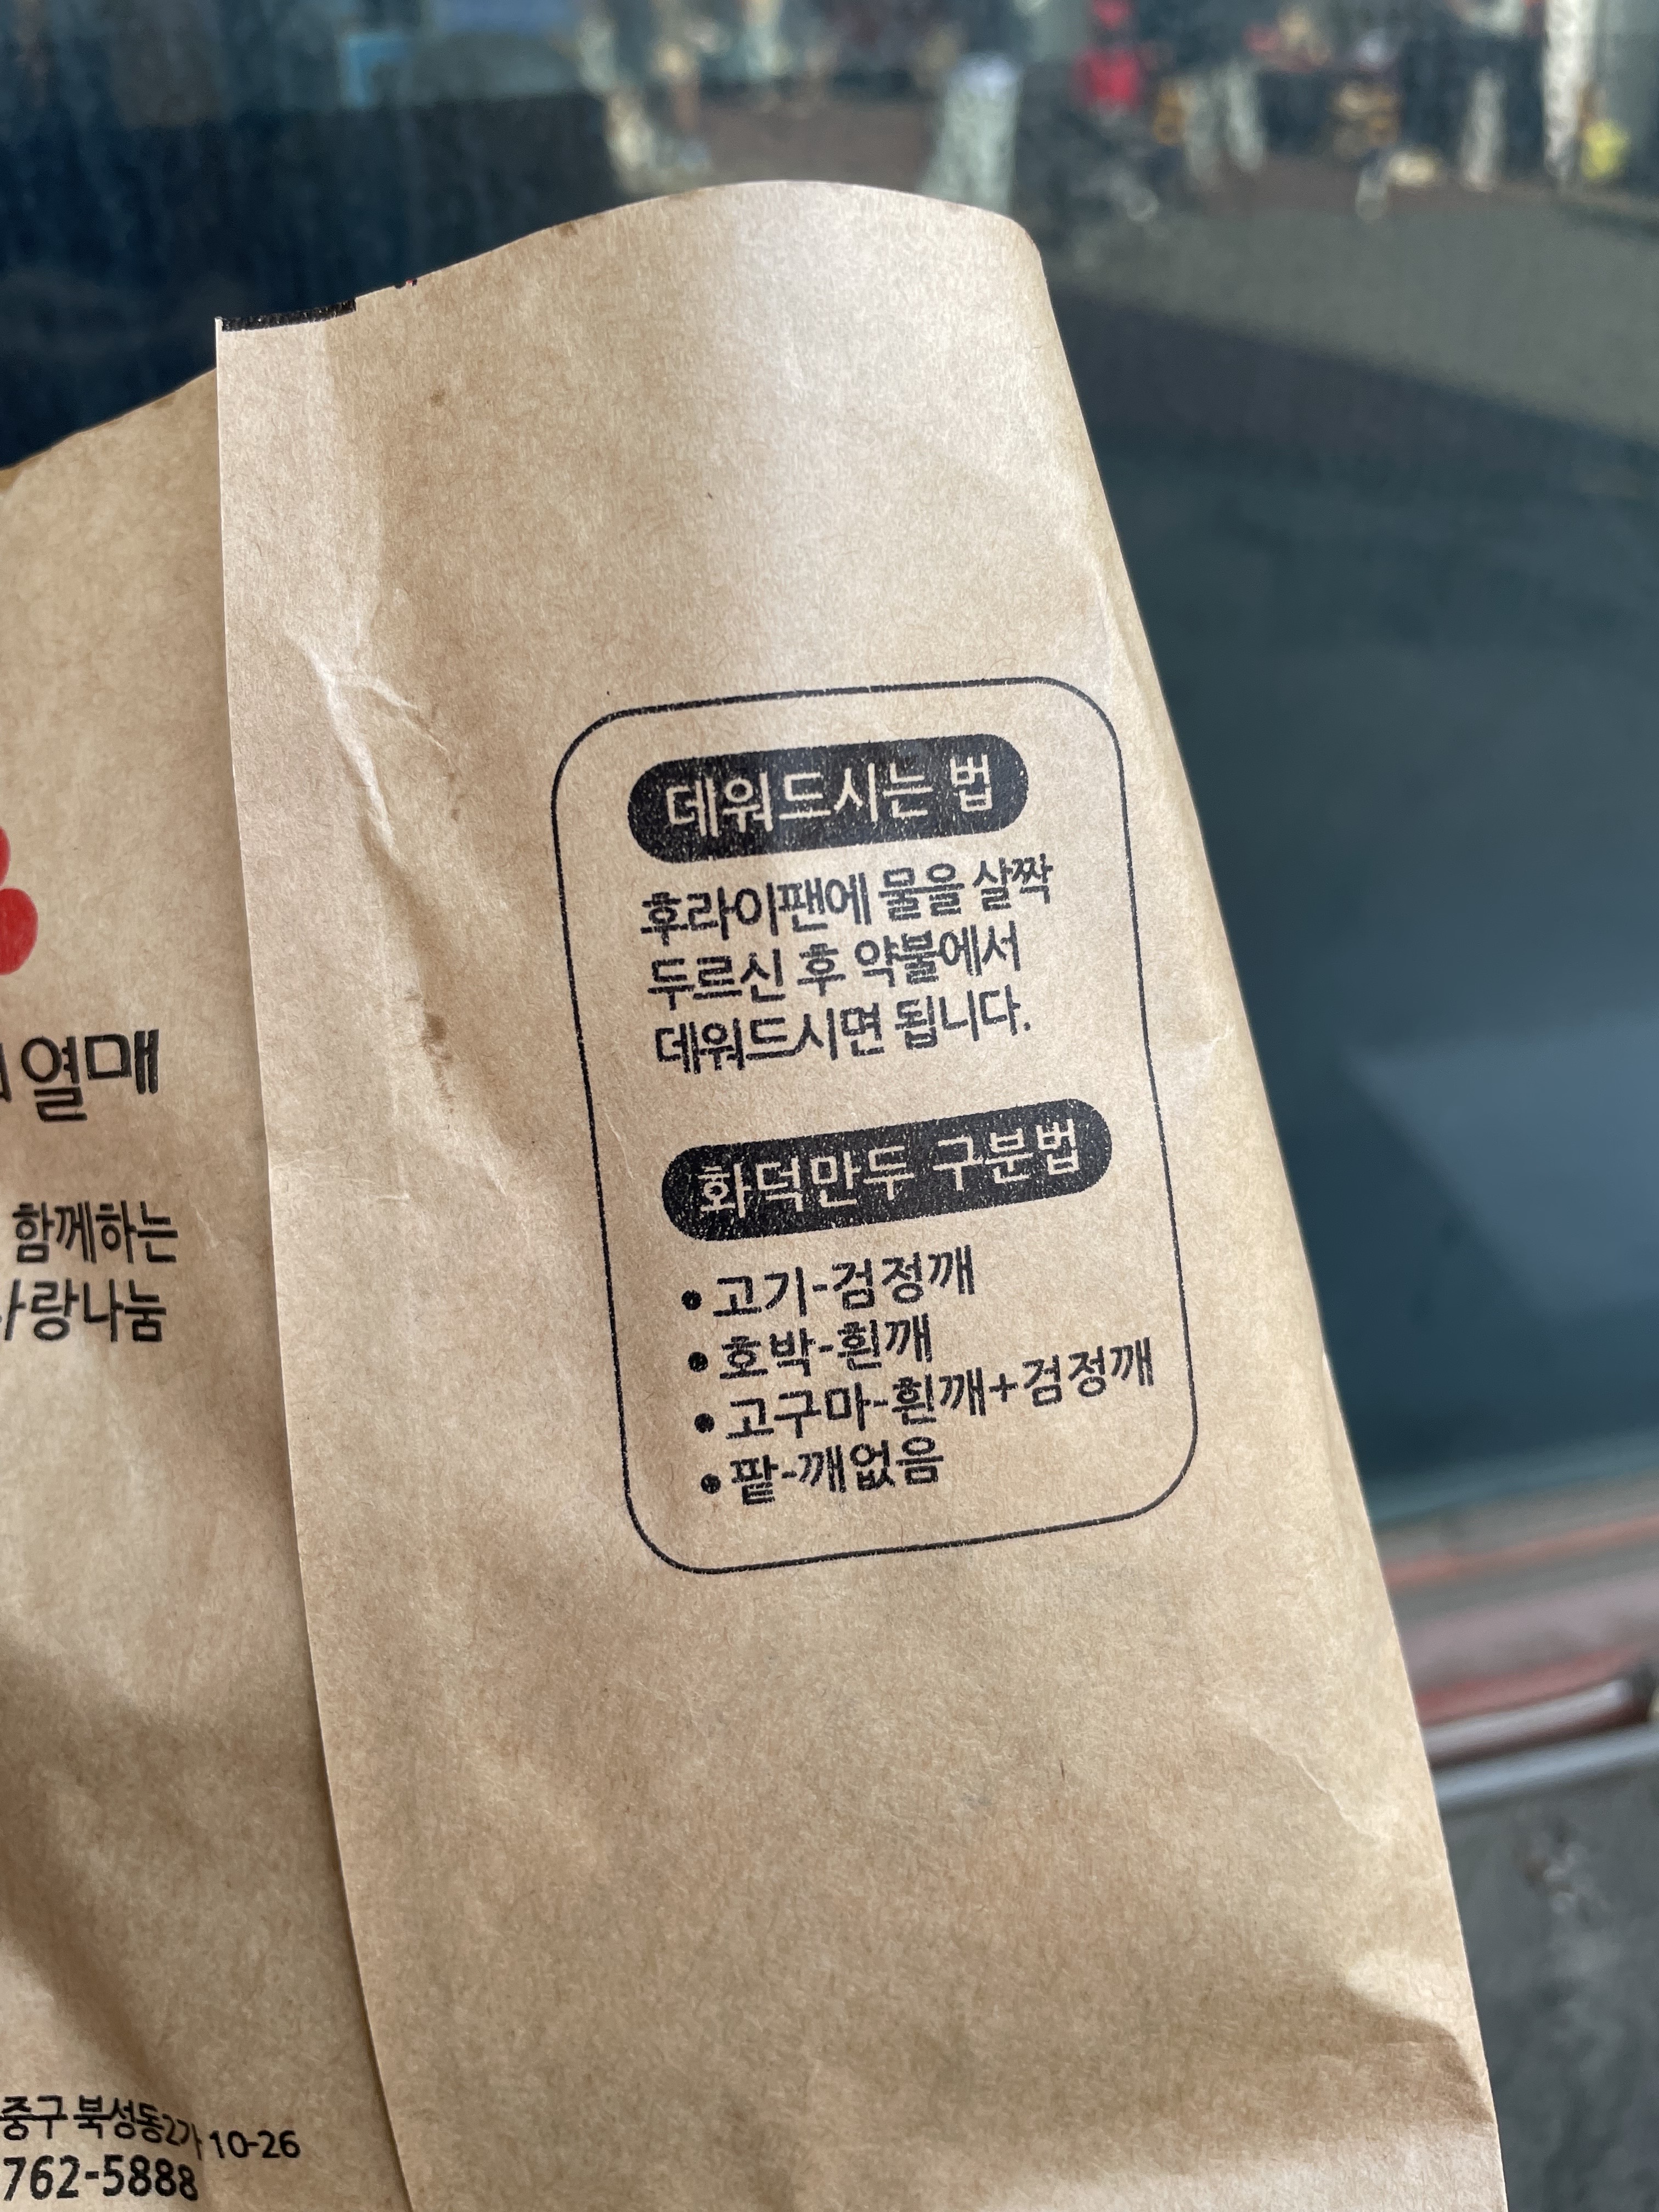 열매
함께하는
사랑나눔
중구 북성동2가 10-26
762-5888
데워드시는 법
후라이팬에 물을 살짝
두르신 후 약불에서
데워드시면 됩니다.
화덕만두 구분법
• 고기-검정깨
• 호박-흰깨
• 고구마-흰깨+검정깨
• 팥-깨없음